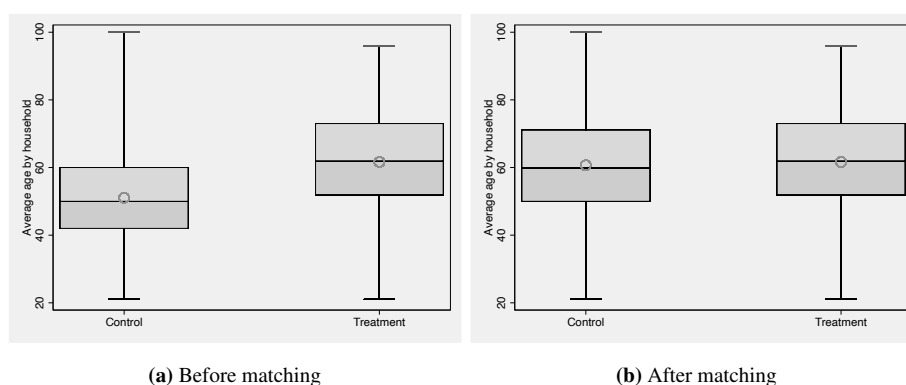 Average age by household
100
80
60
40
20
Control
Treatment
(a) Before matching
Average age by household
100
80
60
40
20
Control
Treatment
(b) After matching